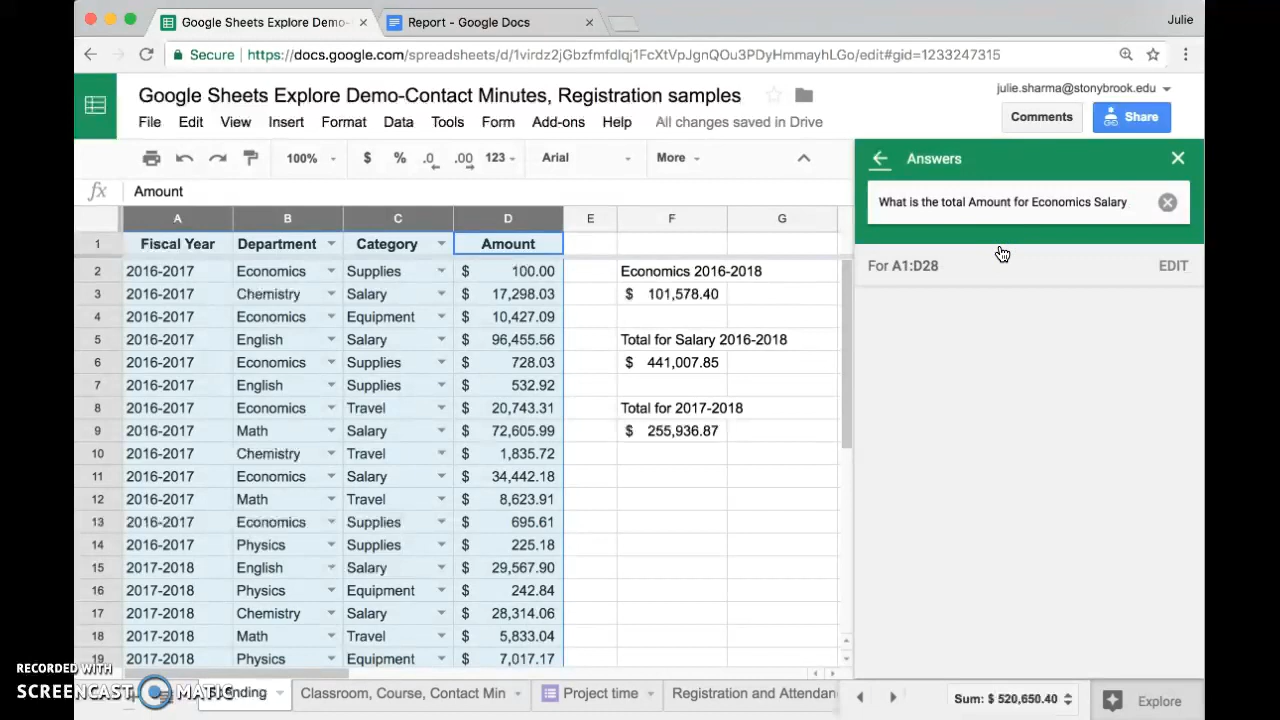 Google Sheets Explore Demo- × Report - Google Docs × Julie
Secure https://docs.google.com/spreadsheets/d/1virdz2jGbzfmfdlqj1FcXtVpJgnQOu3PDyHmmayhLGo/edit#gid=1233247315
Google Sheets Explore Demo-Contact Minutes, Registration samples
julie.sharma@stonybrook.edu
File Edit View Insert Format Data Tools Form Add-ons Help All changes saved in Drive
Comments Share
100% $ % .0 .00 123 Arial More
Answers
fx Amount
What is the total Amount for Economics Salary
A B C D E F G
1 Fiscal Year Department Category Amount
For A1:D28 EDIT
2 2016-2017 Economics Supplies $ 100.00 Economics 2016-2018
3 2016-2017 Chemistry Salary $ 17,298.03 $ 101,578.40
4 2016-2017 Economics Equipment $ 10,427.09
5 2016-2017 English Salary $ 96,455.56 Total for Salary 2016-2018
6 2016-2017 Economics Supplies $ 728.03 $ 441,007.85
7 2016-2017 English Supplies $ 532.92
8 2016-2017 Economics Travel $ 20,743.31 Total for 2017-2018
9 2016-2017 Math Salary $ 72,605.99 $ 255,936.87
10 2016-2017 Chemistry Travel $ 1,835.72
11 2016-2017 Economics Salary $ 34,442.18
12 2016-2017 Math Travel $ 8,623.91
13 2016-2017 Economics Supplies $ 695.61
14 2016-2017 Physics Supplies $ 225.18
15 2017-2018 English Salary $ 29,567.90
16 2017-2018 Physics Equipment $ 242.84
17 2017-2018 Chemistry Salary $ 28,314.06
18 2017-2018 Math Travel $ 5,833.04
19 2017-2018 Physics Equipment $ 7,017.17
RECORDED WITH
SCREENCAST MATIC
Classroom, Course, Contact Min Project time Registration and Attendan Sum: $ 520,650.40 Explore